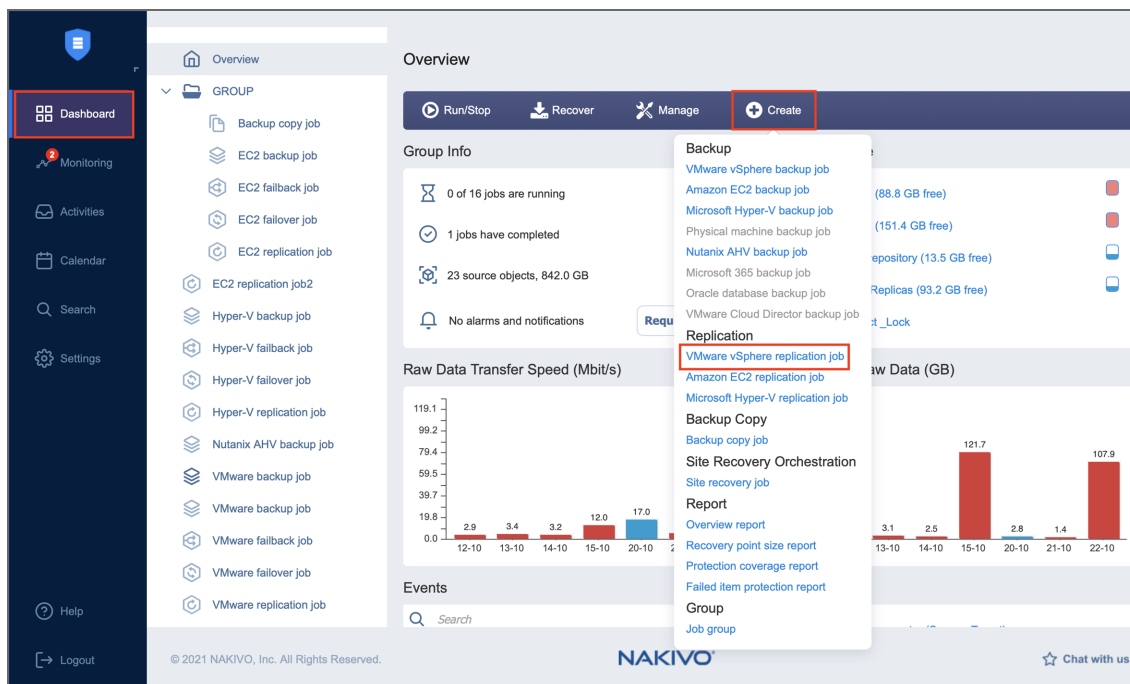 Overview
GROUP
Backup copy job
EC2 backup job
EC2 failback job
EC2 failover job
EC2 replication job
EC2 replication job2
Hyper-V backup job
Hyper-V failback job
Hyper-V failover job
Hyper-V replication job
Nutanix AHV backup job
VMware backup job
VMware backup job
VMware failback job
VMware failover job
VMware replication job
Dashboard
2
Monitoring
Activities
Calendar
Search
Settings
Help
Logout
Overview
Run/Stop Recover Manage Create
Group Info
0 of 16 jobs are running
1 jobs have completed
23 source objects, 842.0 GB
No alarms and notifications
Backup
VMware vSphere backup job
Amazon EC2 backup job
Microsoft Hyper-V backup job
Physical machine backup job
Nutanix AHV backup job
Microsoft 365 backup job
Oracle database backup job
VMware Cloud Director backup job
Replication
VMware vSphere replication job
Amazon EC2 replication job
Microsoft Hyper-V replication job
Backup Copy
Backup copy job
Site Recovery Orchestration
Site recovery job
Report
Overview report
Recovery point size report
Protection coverage report
Failed item protection report
Group
Job group
(88.8 GB free)
(151.4 GB free)
epository (13.5 GB free)
Replicas (93.2 GB free)
_Lock
Raw Data Transfer Speed (Mbit/s)
119.1
99.2
79.4
59.5
39.7
19.8
0.0
2.9 3.4 3.2 12.0 17.0
12-10 13-10 14-10 15-10 20-10
aw Data (GB)
3.1 2.5 121.7 2.8 1.4 107.9
13-10 14-10 15-10 20-10 21-10 22-10
Events
Search
© 2021 NAKIVO, Inc. All Rights Reserved.
NAKIVO
Chat with us